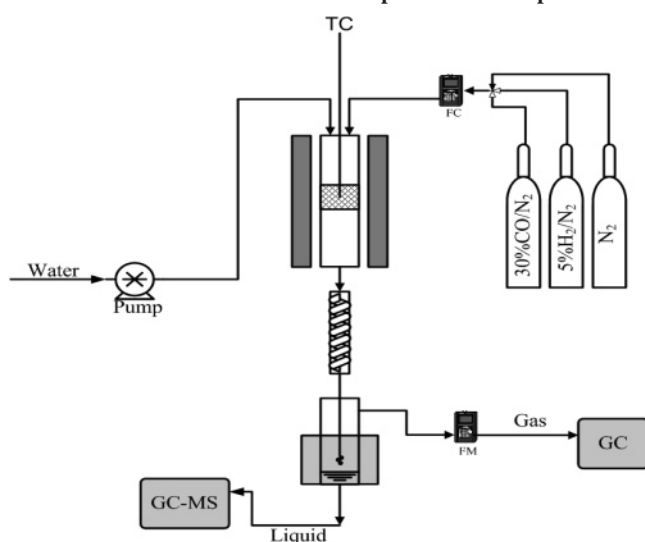 TC
FC
30%CO/N₂
5%H₂/N₂
N₂
Water
Pump
Gas
FM
GC
GC-MS
Liquid